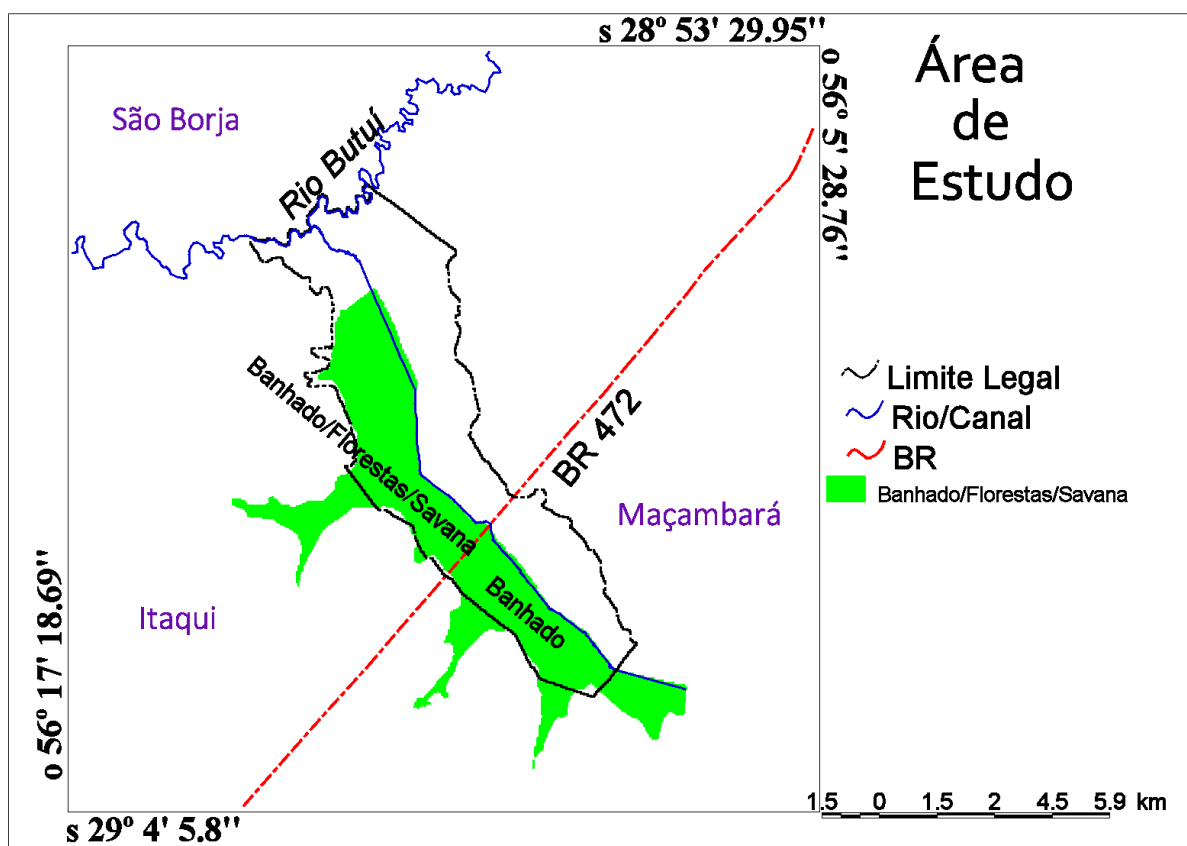 s 28º 53' 29.95"
o 56º 5' 28.76"
Área
de
Estudo
São Borja
Rio Butuí
Banhado/Florestas/Savana
BR 472
Maçambará
Banhado
Itaqui
Limite Legal
Rio/Canal
BR
Banhado/Florestas/Savana
o 56º 17' 18.69"
s 29º 4' 5.8"
1.5 0 1.5 2 4.5 5.9 km